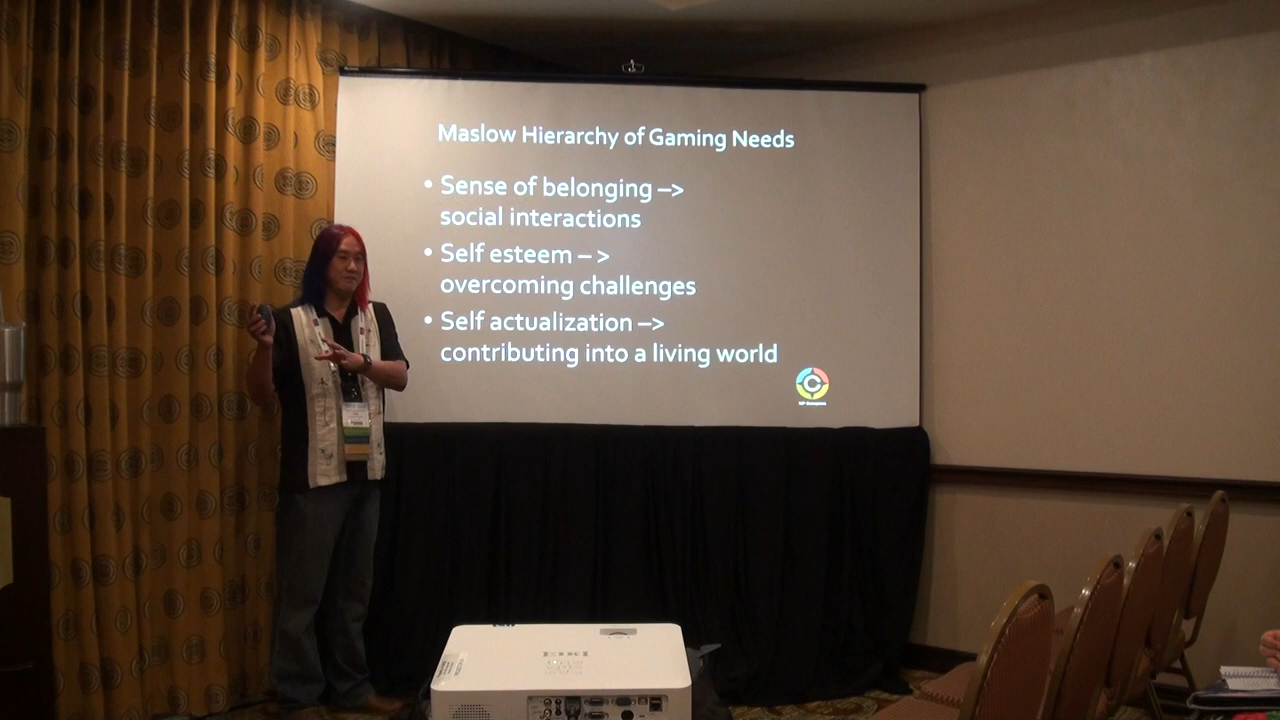 Maslow Hierarchy of Gaming Needs
• Sense of belonging –>
social interactions
• Self esteem – >
overcoming challenges
• Self actualization –>
contributing into a living world